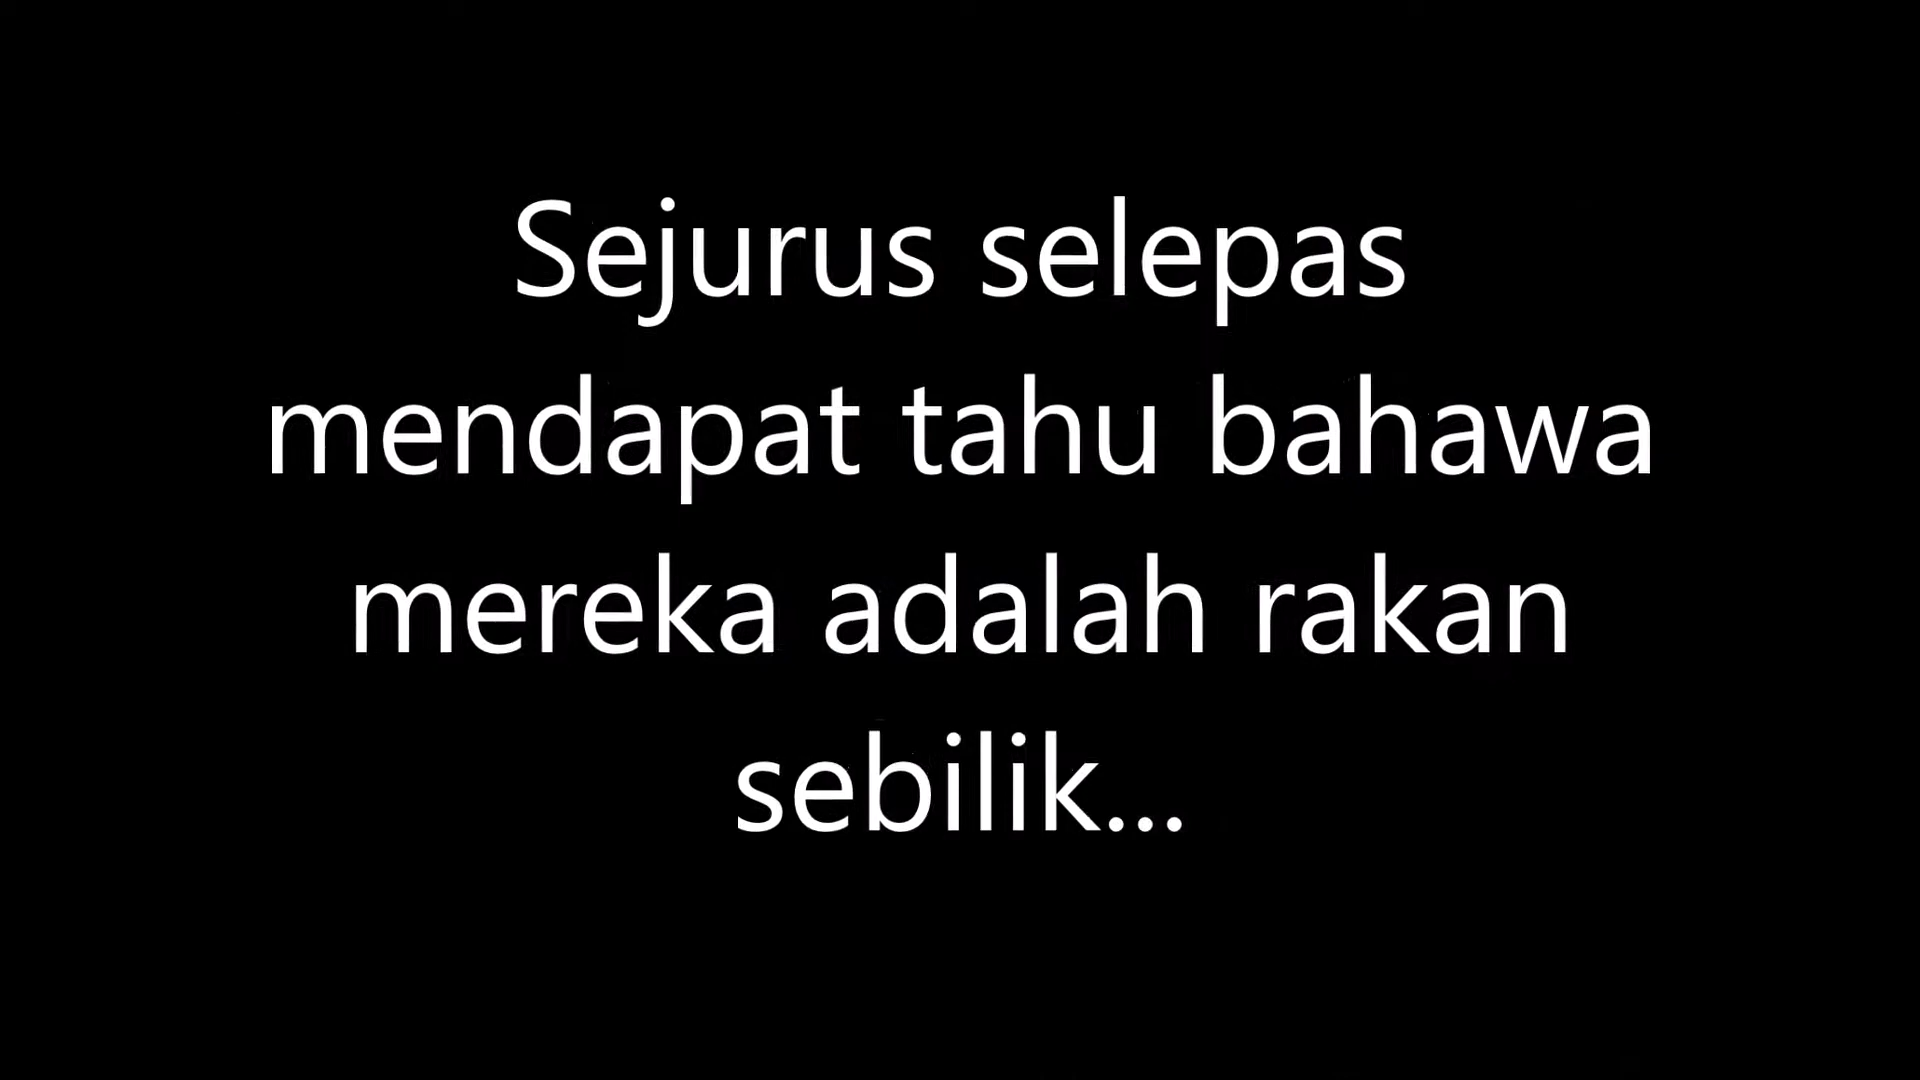 Sejurus selepas
mendapat tahu bahawa
mereka adalah rakan
sebilik...